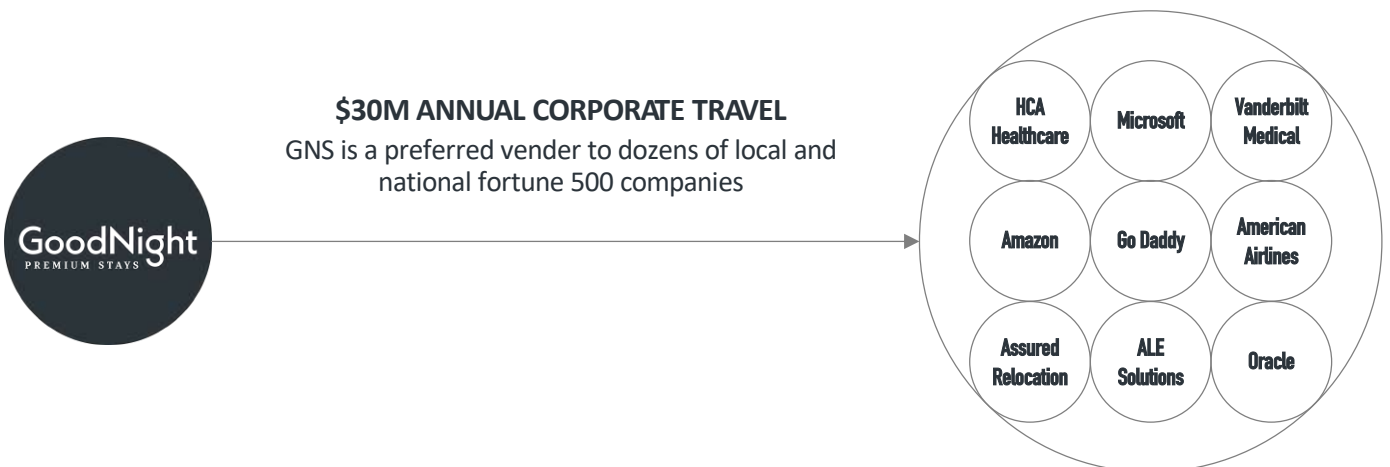 $30M ANNUAL CORPORATE TRAVEL
GNS is a preferred vender to dozens of local and
national fortune 500 companies
GoodNight
PREMIUM STAYS
HCA
Healthcare
Microsoft
Vanderbilt
Medical
Amazon
Go Daddy
American
Airlines
Assured
Relocation
ALE
Solutions
Oracle